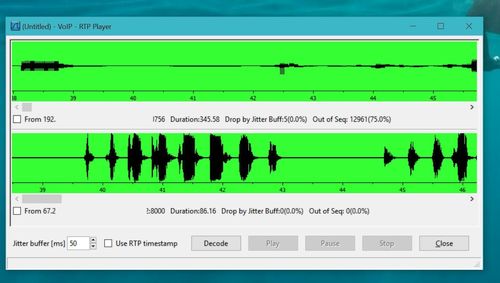 (Untitled) - VoIP - RTP Player
38 39 40 41 42 43 44 45
From 192. !756 Duration:345.58 Drop by Jitter Buff:5(0.0%) Out of Seq: 12961(75.0%)
39 40 41 42 43 44 45 46
From 67.2 !:8000 Duration:86.16 Drop by Jitter Buff:0(0.0%) Out of Seq: 0(0.0%)
Jitter buffer [ms] 50 Use RTP timestamp Decode Play Pause Stop Close